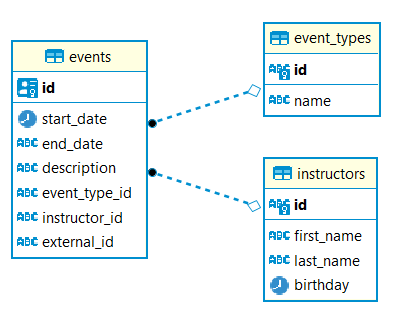 events
id
start_date
end_date
description
event_type_id
instructor_id
external_id
event_types
id
name
instructors
id
first_name
last_name
birthday